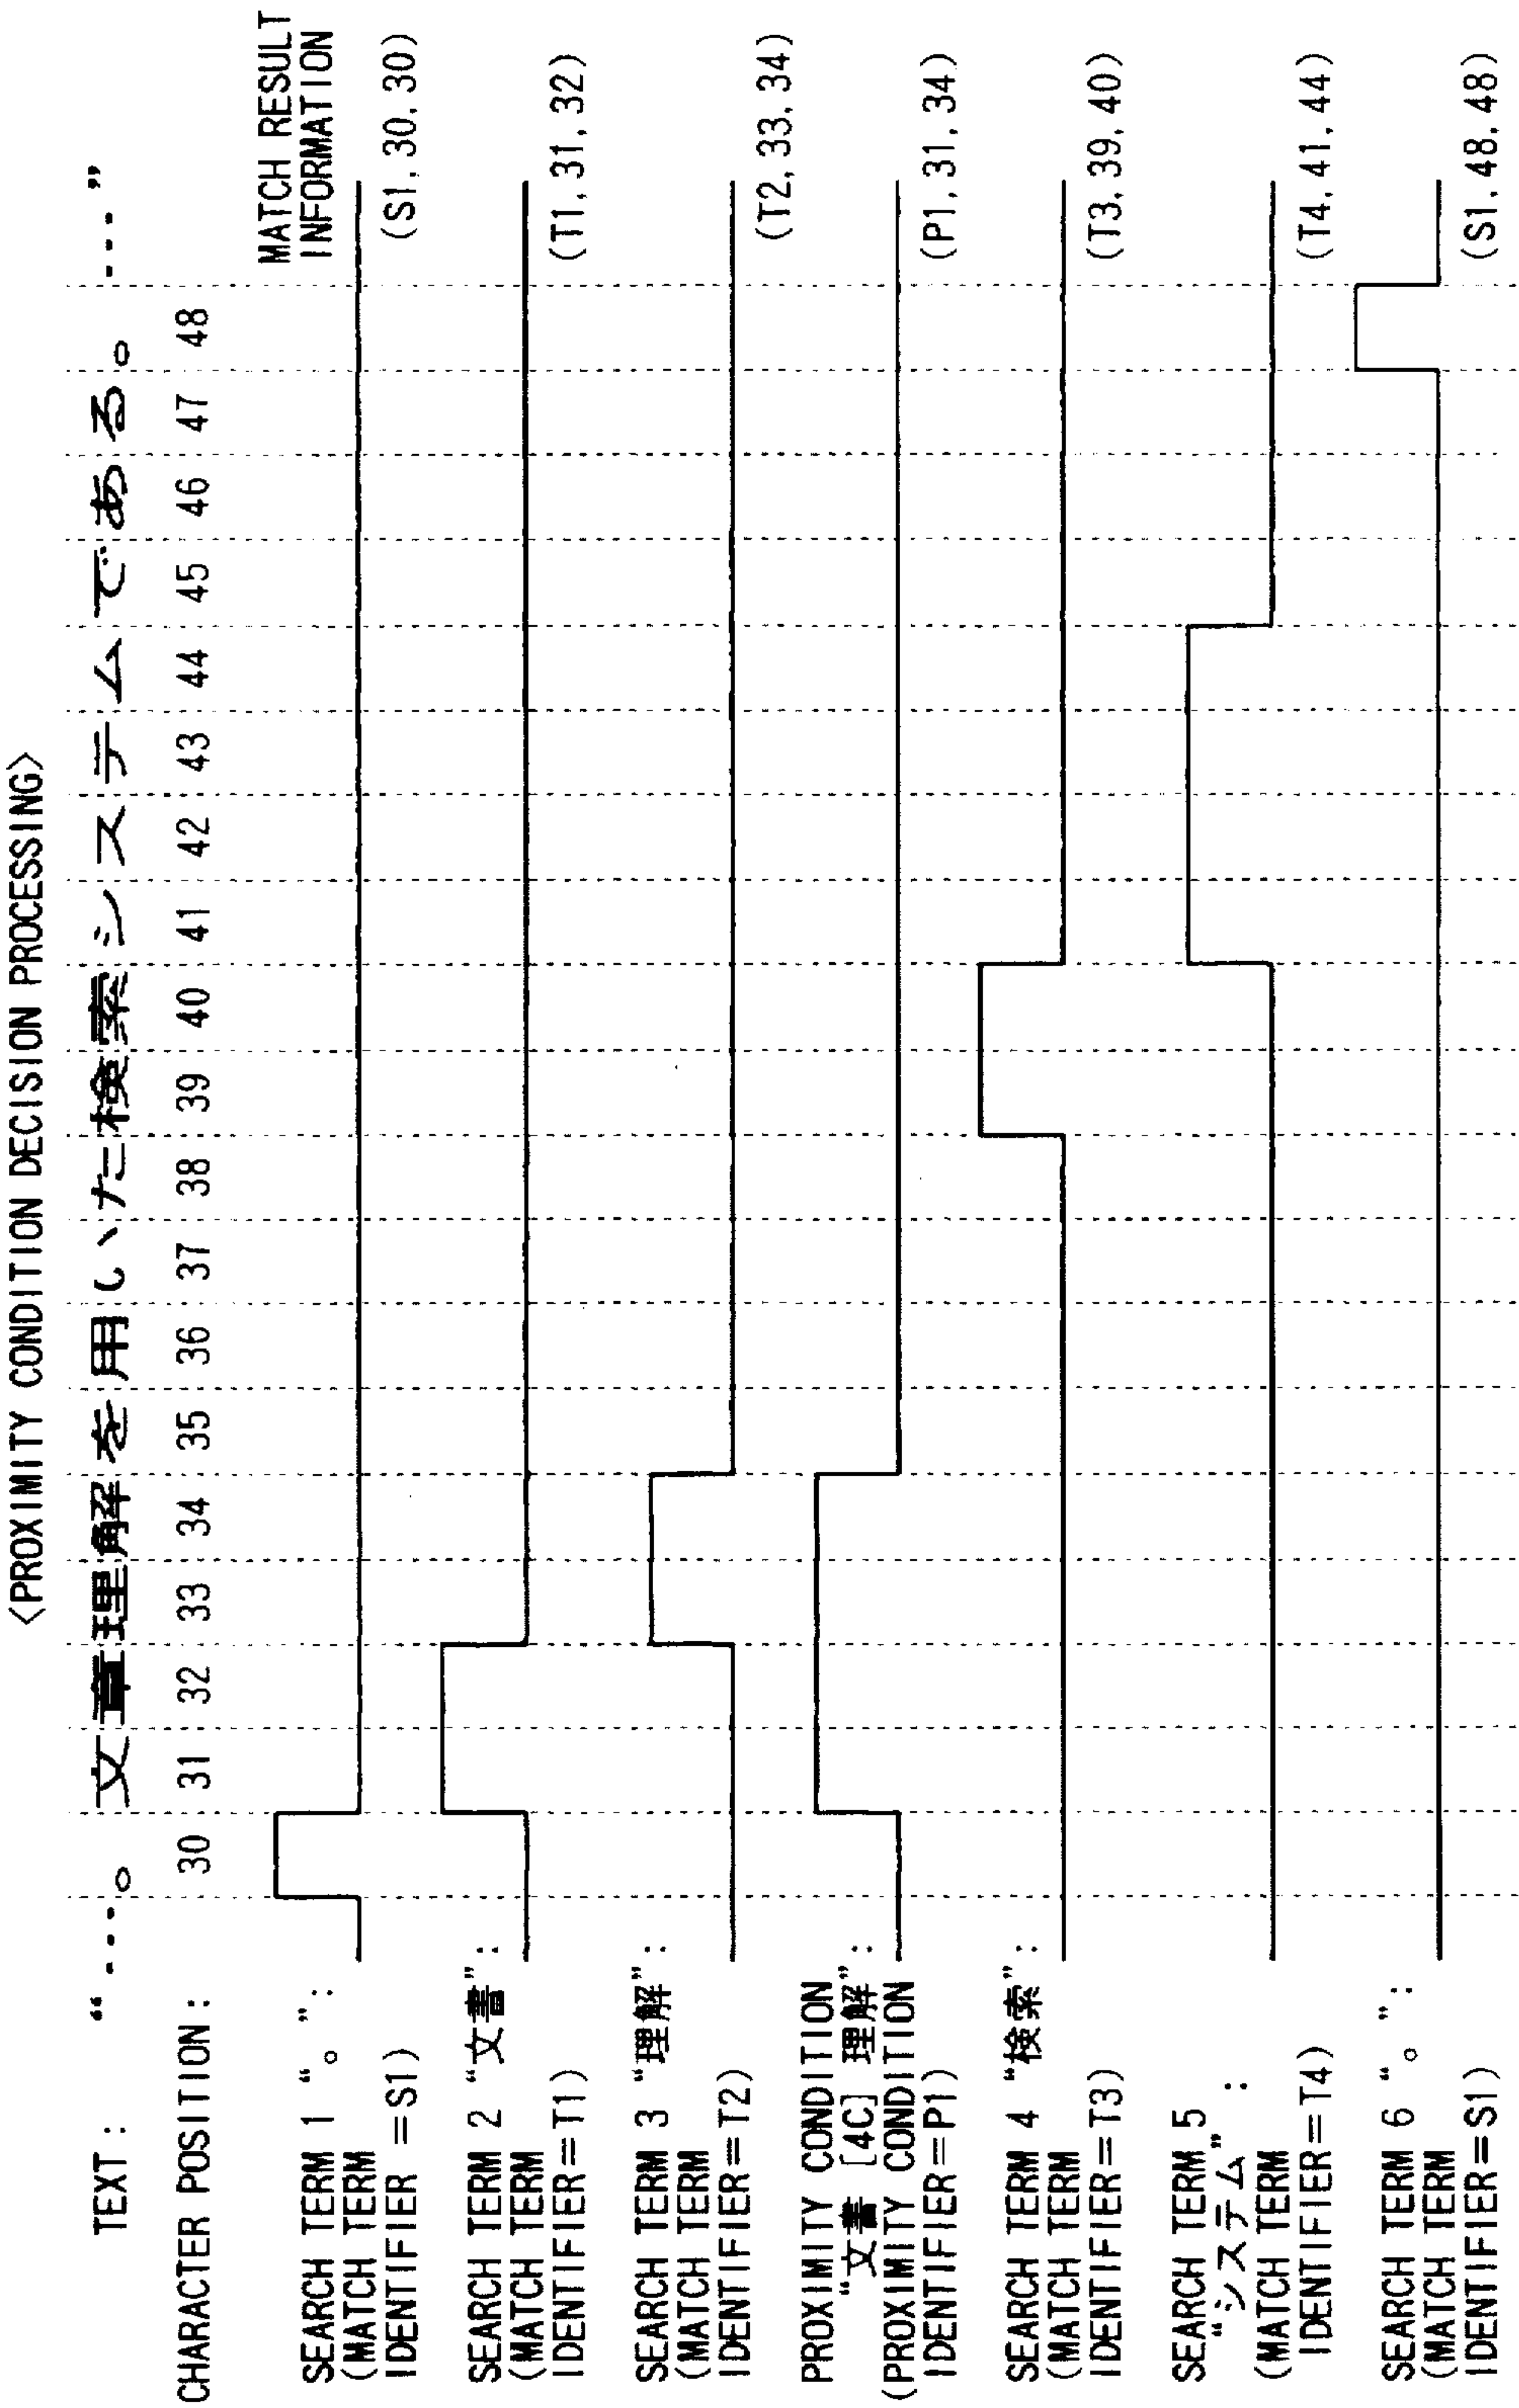 <PROXIMITY CONDITION DECISION PROCESSING>
TEXT: “・・・。文章理解を用いた検索システムである。・・・”
CHARACTER POSITION: 30 31 32 33 34 35 36 37 38 39 40 41 42 43 44 45 46 47 48
MATCH RESULT
INFORMATION
SEARCH TERM 1 “。”:
(MATCH TERM
IDENTIFIER=S1)
(S1,30,30)
SEARCH TERM 2 “文書”:
(MATCH TERM
IDENTIFIER=T1)
(T1,31,32)
SEARCH TERM 3 “理解”:
(MATCH TERM
IDENTIFIER=T2)
(T2,33,34)
PROXIMITY CONDITION
“文書 [4C] 理解”:
(PROXIMITY CONDITION
IDENTIFIER=P1)
(P1,31,34)
SEARCH TERM 4 “検索”:
(MATCH TERM
IDENTIFIER=T3)
(T3,39,40)
SEARCH TERM 5
“システム”:
(MATCH TERM
IDENTIFIER=T4)
(T4,41,44)
SEARCH TERM 6 “。”:
(MATCH TERM
IDENTIFIER=S1)
(S1,48,48)